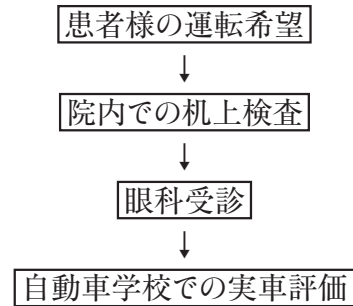 患者様の運転希望
院内での机上検査
眼科受診
自動車学校での実車評価